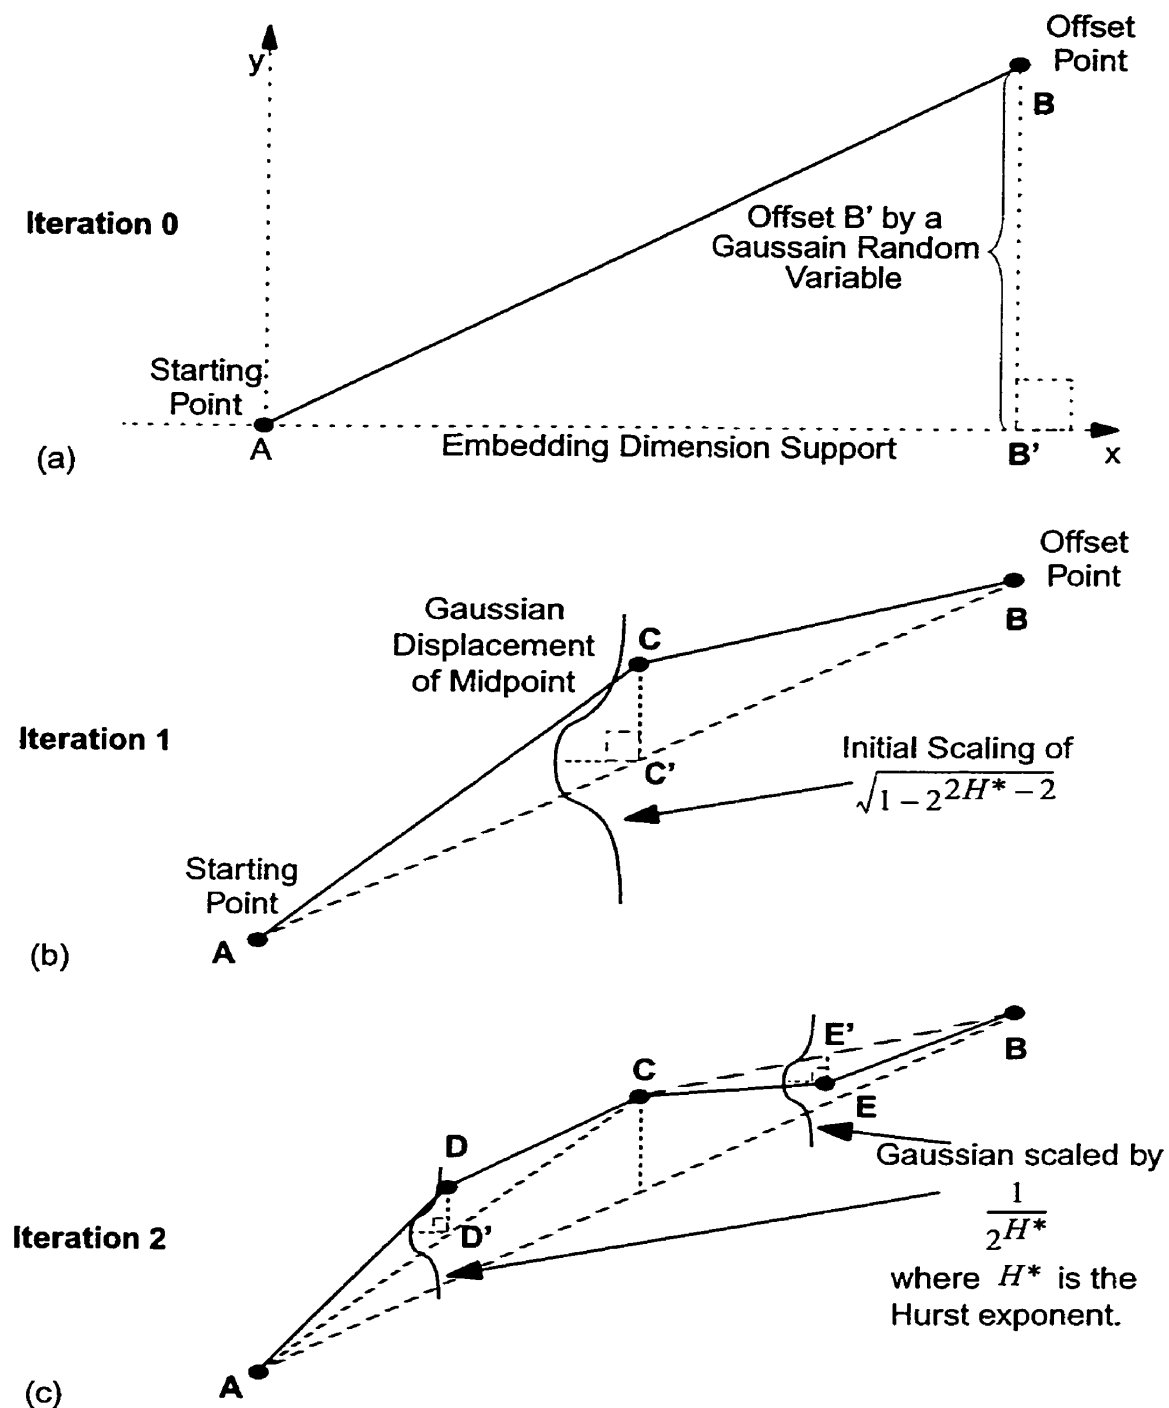 Offset
Point
y
B
Iteration 0
Offset B' by a
Gaussain Random
Variable
Starting
Point
A
Embedding Dimension Support
B'
x
(a)
Offset
Point
B
Gaussian
Displacement
of Midpoint
C
Iteration 1
C'
Initial Scaling of
√1 − 2^{2H* − 2}
Starting
Point
A
(b)
E'
B
C
E
D
Gaussian scaled by
1
2^{H*}
D'
Iteration 2
where H* is the
Hurst exponent.
A
(c)